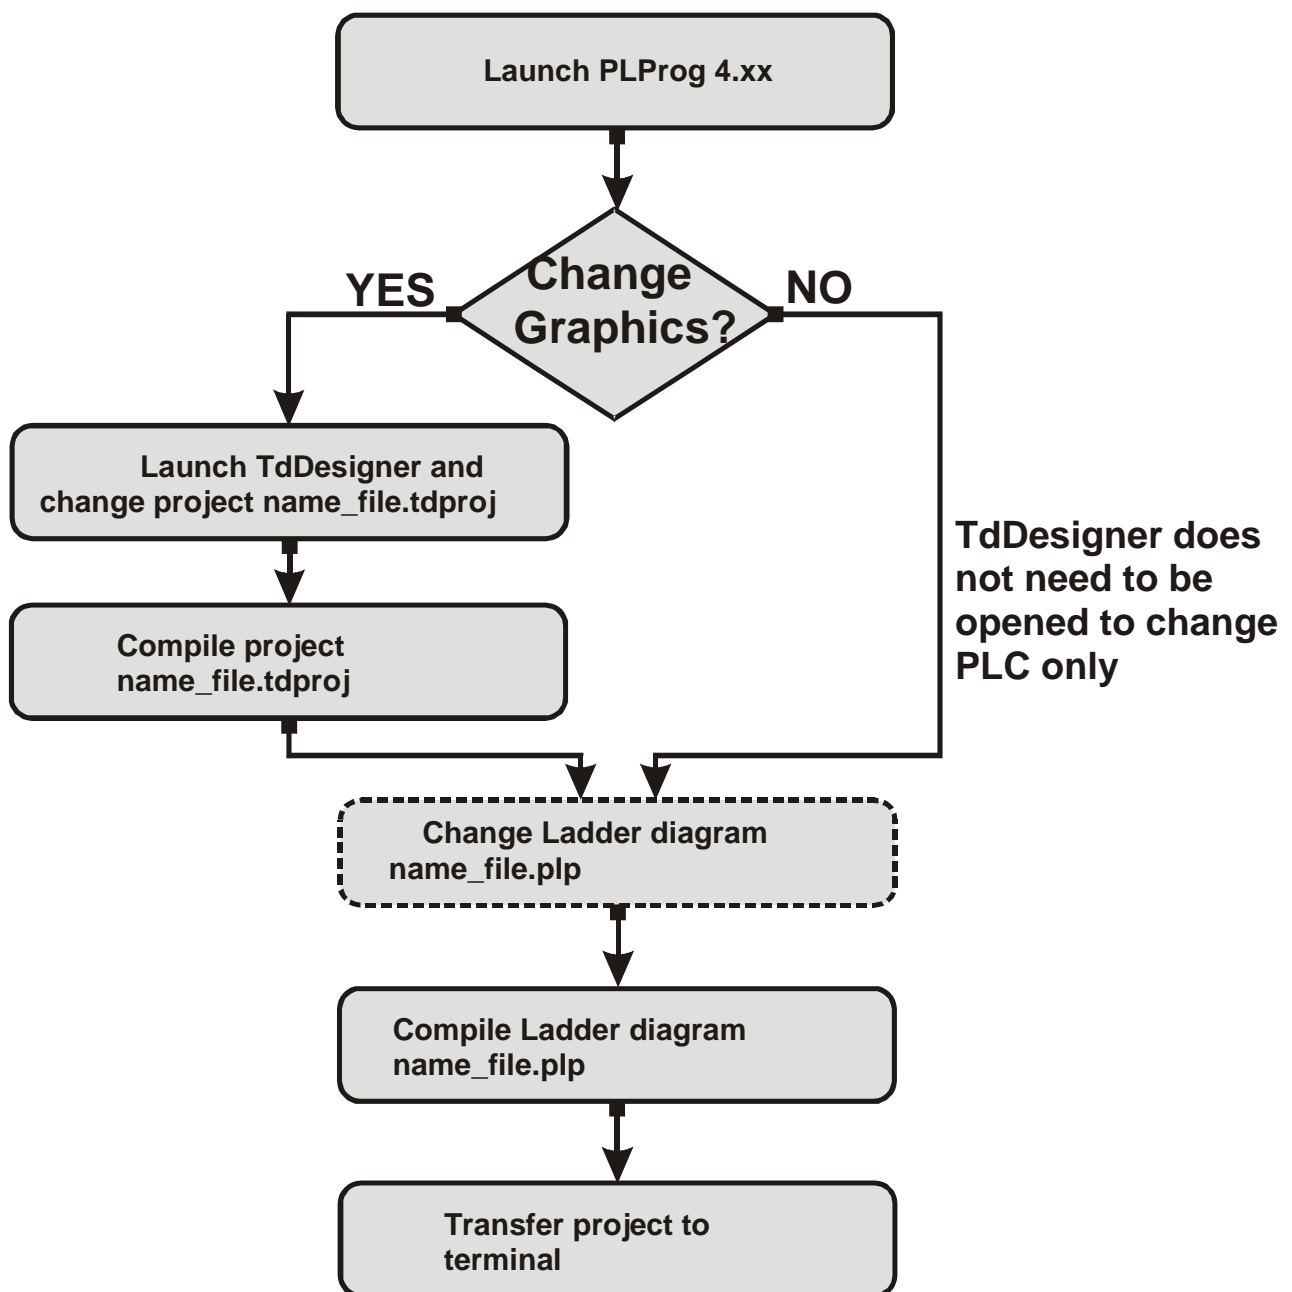 Launch PLProg 4.xx
Change
Graphics?
YES
NO
Launch TdDesigner and
change project name_file.tdproj
Compile project
name_file.tdproj
TdDesigner does
not need to be
opened to change
PLC only
Change Ladder diagram
name_file.plp
Compile Ladder diagram
name_file.plp
Transfer project to
terminal